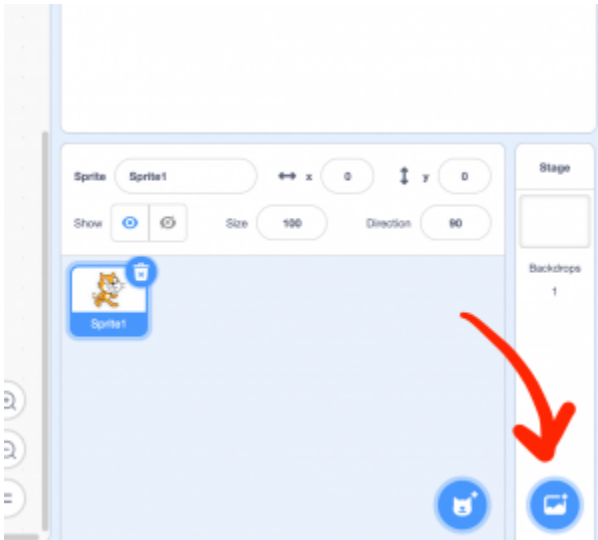 Sprite Sprite1 x 0 y 0
Show Size 100 Direction 90
Sprite1
Stage
Backdrops
1